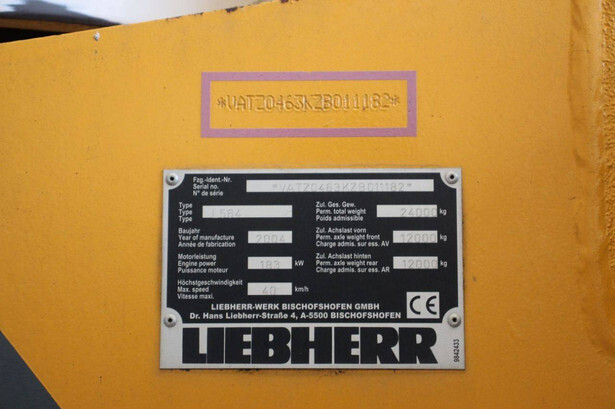 *VATZ0463KZB011182*
Fzg.-Ident.-Nr.
Serial no.
N° de série
*VATZ0463KZB011182*
Type
Type
Type
L564
Zul. Ges. Gew.
Perm. total weight
Poids admissible
24000 kg
Baujahr
Year of manufacture
Année de fabrication
2004
Zul. Achslast vorn
Perm. axle weight front
Charge admis. sur ess. AV
12000 kg
Motorleistung
Engine power
Puissance moteur
183 kW
Zul. Achslast hinten
Perm. axle weight rear
Charge admis. sur ess. AR
12000 kg
Höchstgeschwindigkeit
Max. speed
Vitesse maxi.
40 km/h
LIEBHERR-WERK BISCHOFSHOFEN GMBH
Dr. Hans Liebherr-Straße 4, A-5500 BISCHOFSHOFEN
CE
LIEBHERR
9842433